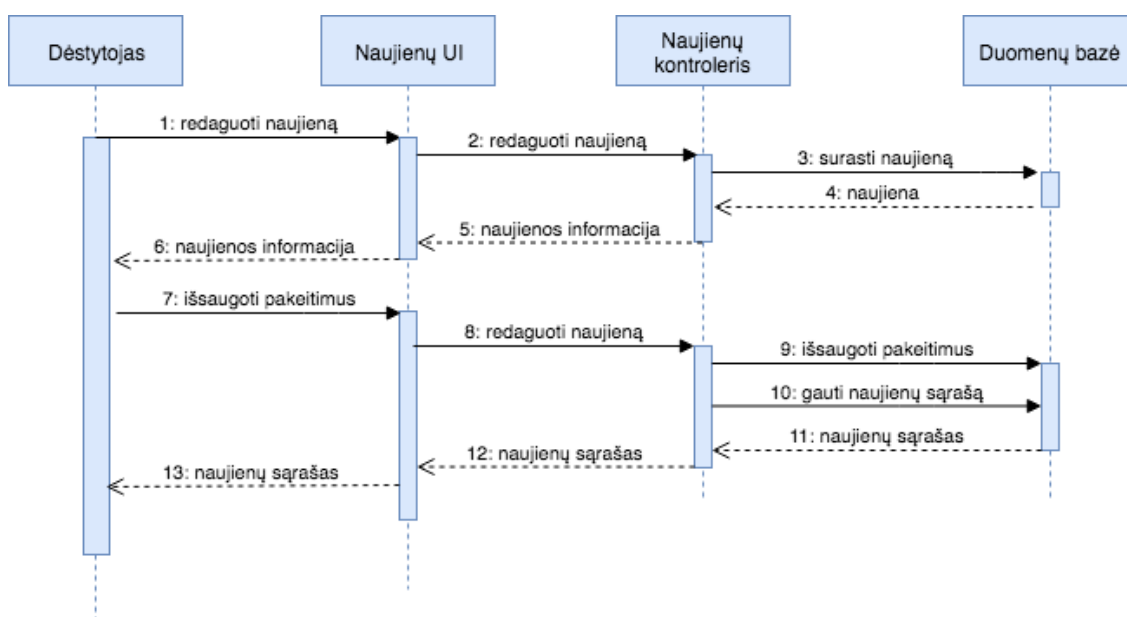 Dėstytojas
Naujienų UI
Naujienų
kontroleris
Duomenų bazė
1: redaguoti naujieną
2: redaguoti naujieną
3: surasti naujieną
4: naujiena
5: naujienos informacija
6: naujienos informacija
7: išsaugoti pakeitimus
8: redaguoti naujieną
9: išsaugoti pakeitimus
10: gauti naujienų sąrašą
11: naujienų sąrašas
12: naujienų sąrašas
13: naujienų sąrašas